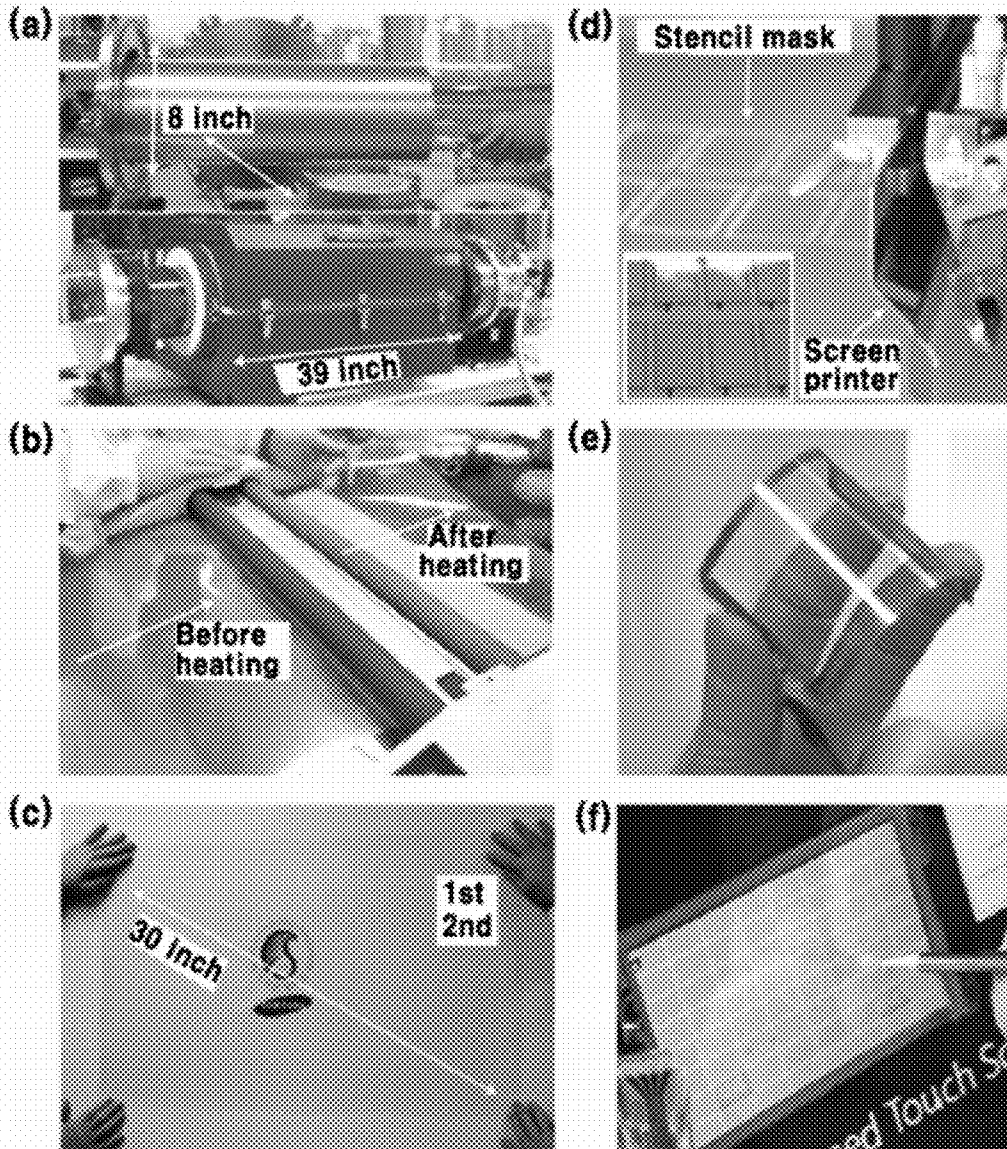 (a)
8 inch
39 inch
(b)
After
heating
Before
heating
(c)
30 inch
1st
2nd
(d)
Stencil mask
Screen
printer
(e)
(f)
Touch